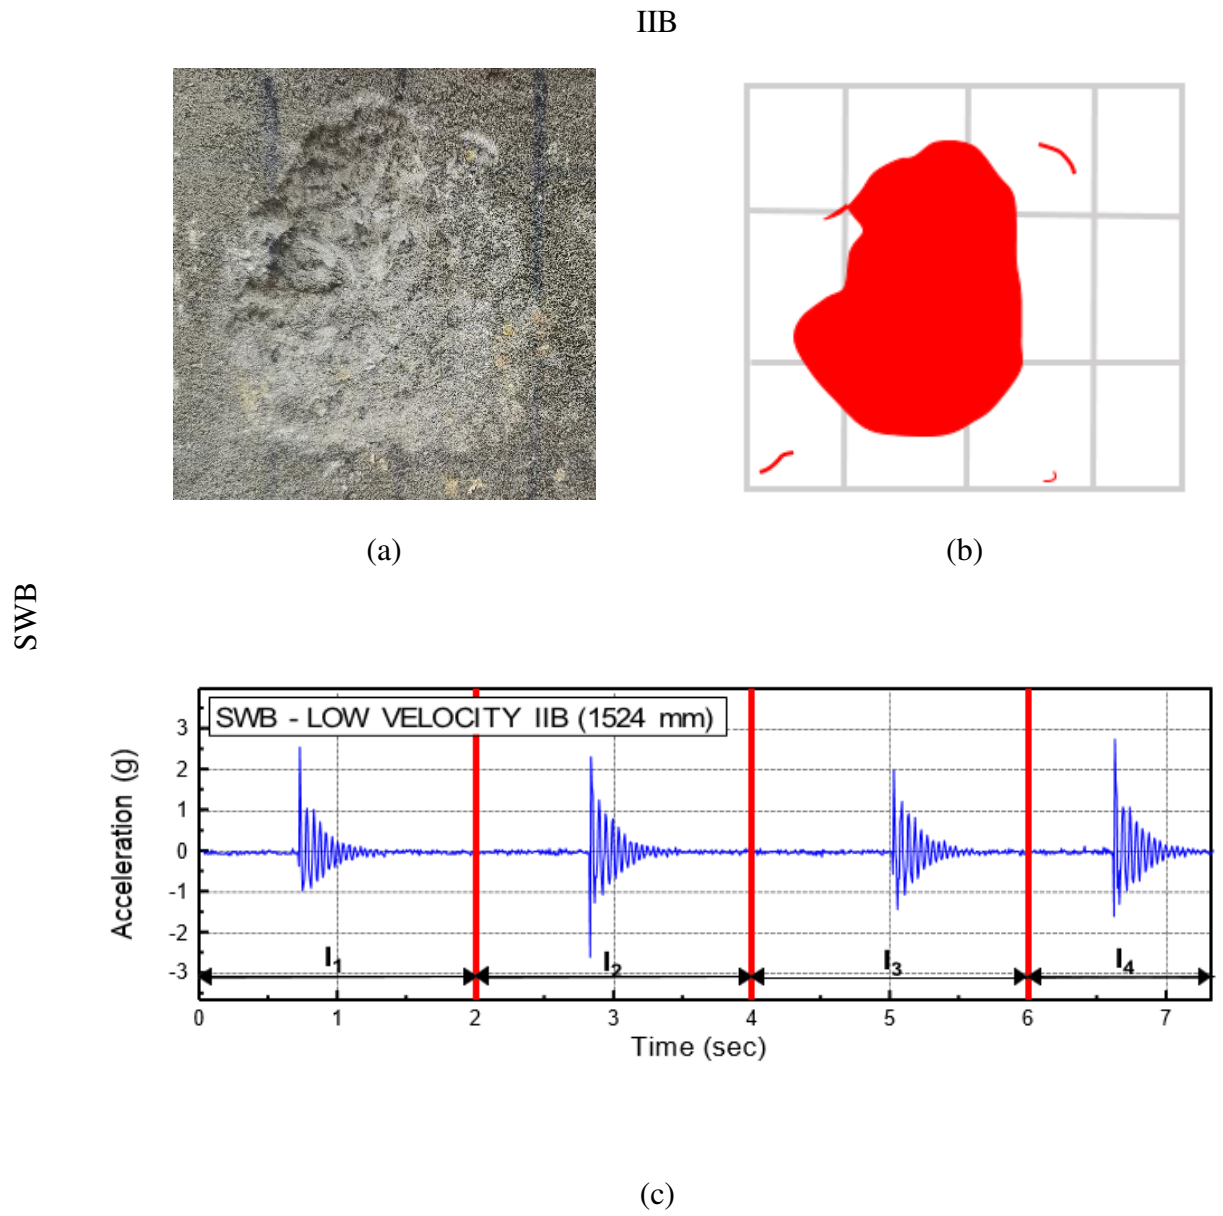 IIB
(a)
(b)
SWB
SWB - LOW VELOCITY IIB (1524 mm)
Acceleration (g)
3
2
1
0
-1
-2
-3
I1
I2
I3
I4
0 1 2 3 4 5 6 7
Time (sec)
(c)